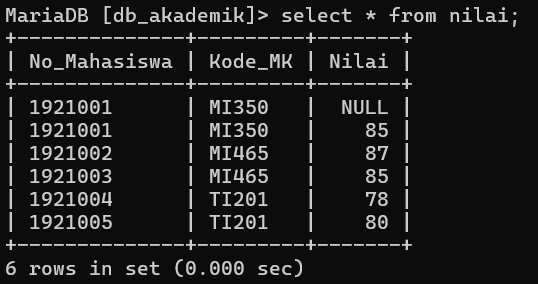 MariaDB [db_akademik]> select * from nilai;
+--------------+---------+-------+
| No_Mahasiswa | Kode_MK | Nilai |
+--------------+---------+-------+
| 1921001      | MI350   |  NULL |
| 1921001      | MI350   |    85 |
| 1921002      | MI465   |    87 |
| 1921003      | MI465   |    85 |
| 1921004      | TI201   |    78 |
| 1921005      | TI201   |    80 |
+--------------+---------+-------+
6 rows in set (0.000 sec)